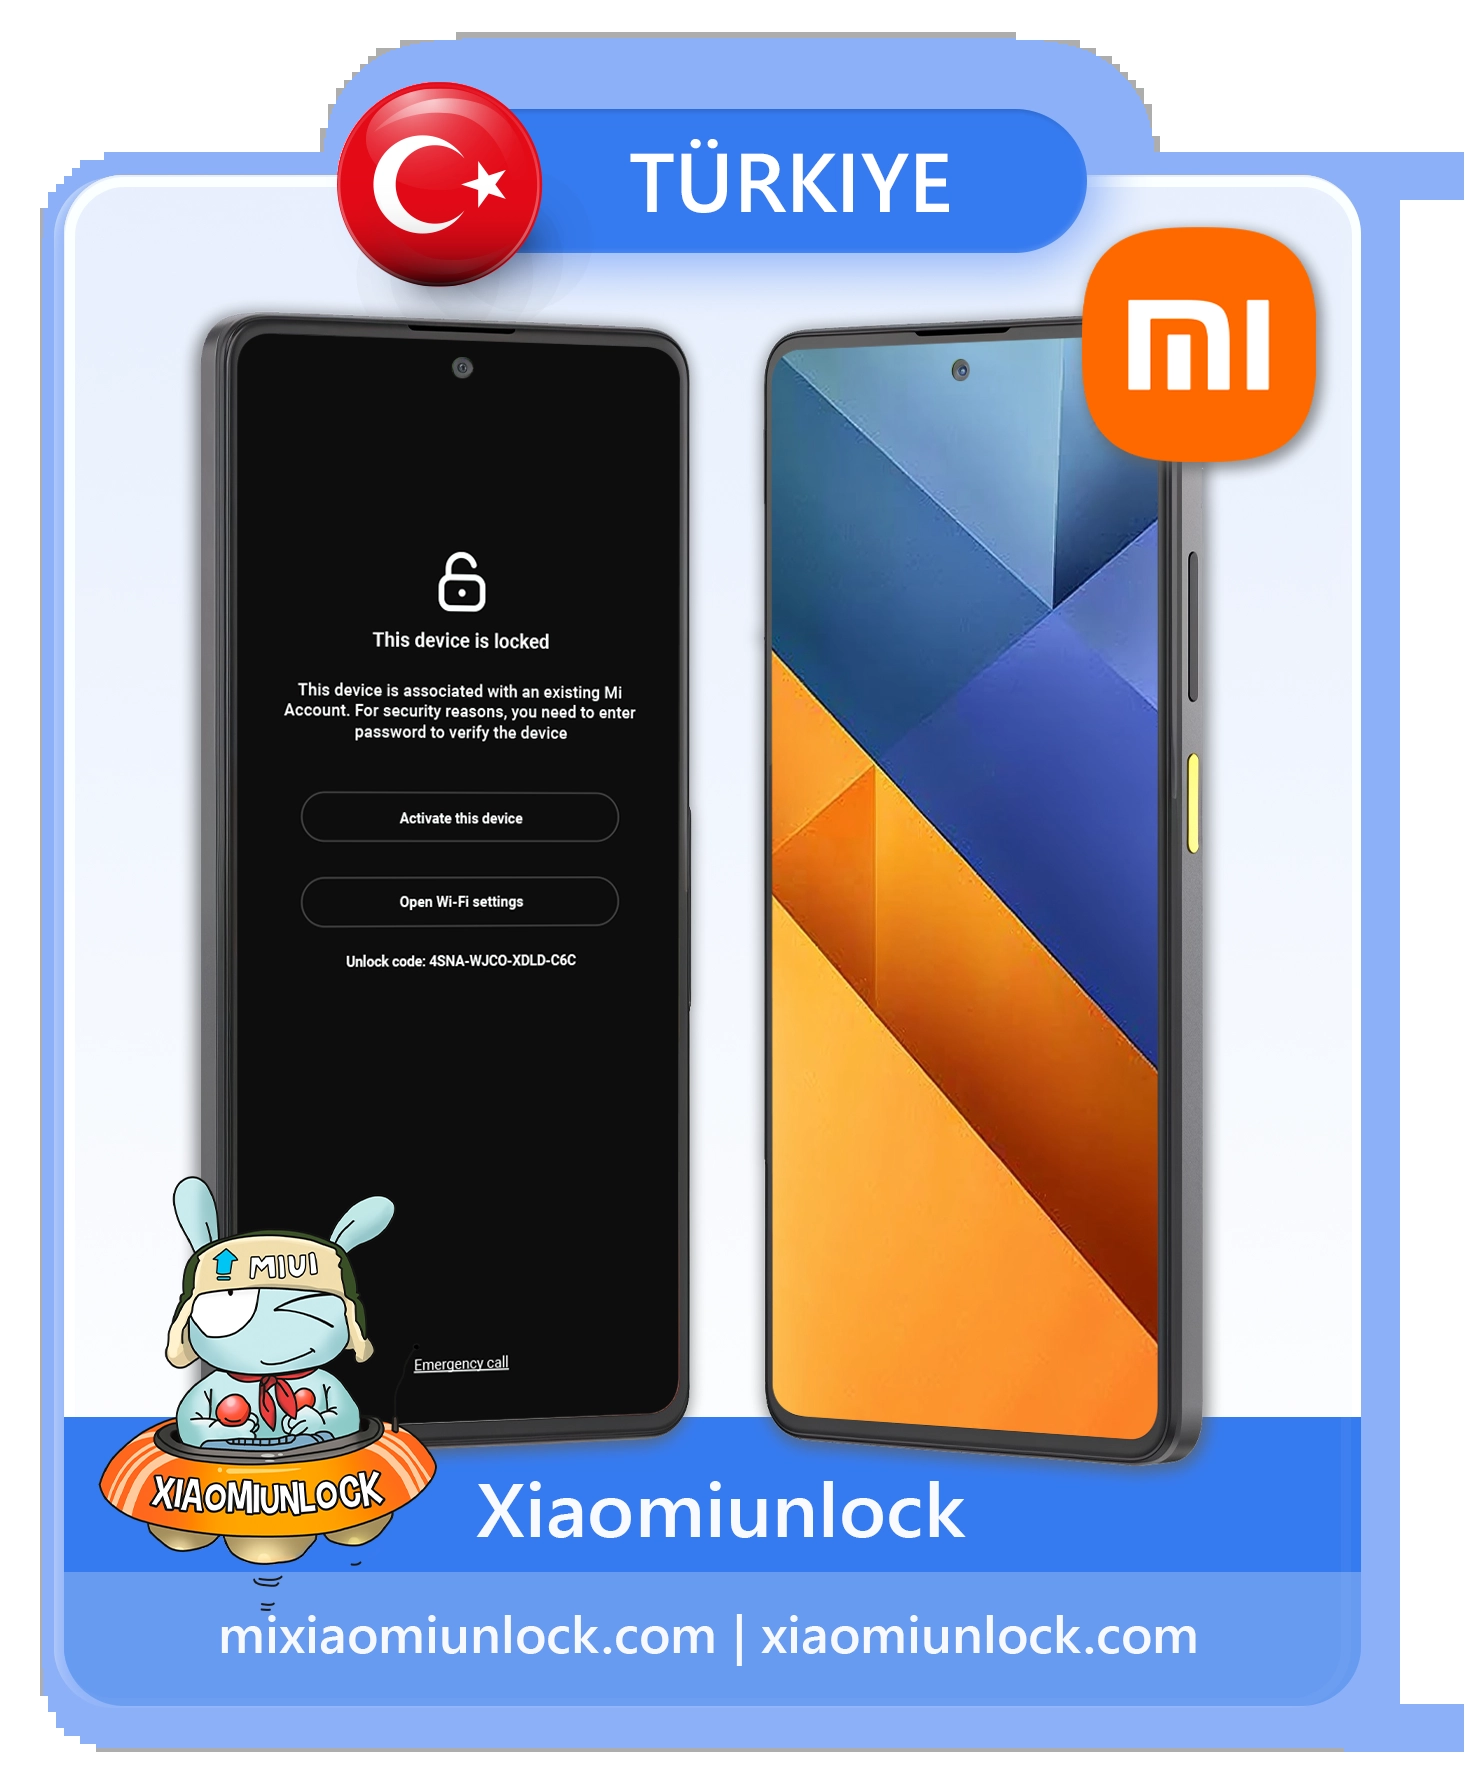 TÜRKIYE
mi
This device is locked
This device is associated with an existing Mi
Account. For security reasons, you need to enter
password to verify the device
Activate this device
Open Wi-Fi settings
Unlock code: 4SNA-WJCO-XDLD-C6C
Emergency call
MIUI
XIAOMIUNLOCK
Xiaomiunlock
mixiaomiunlock.com | xiaomiunlock.com